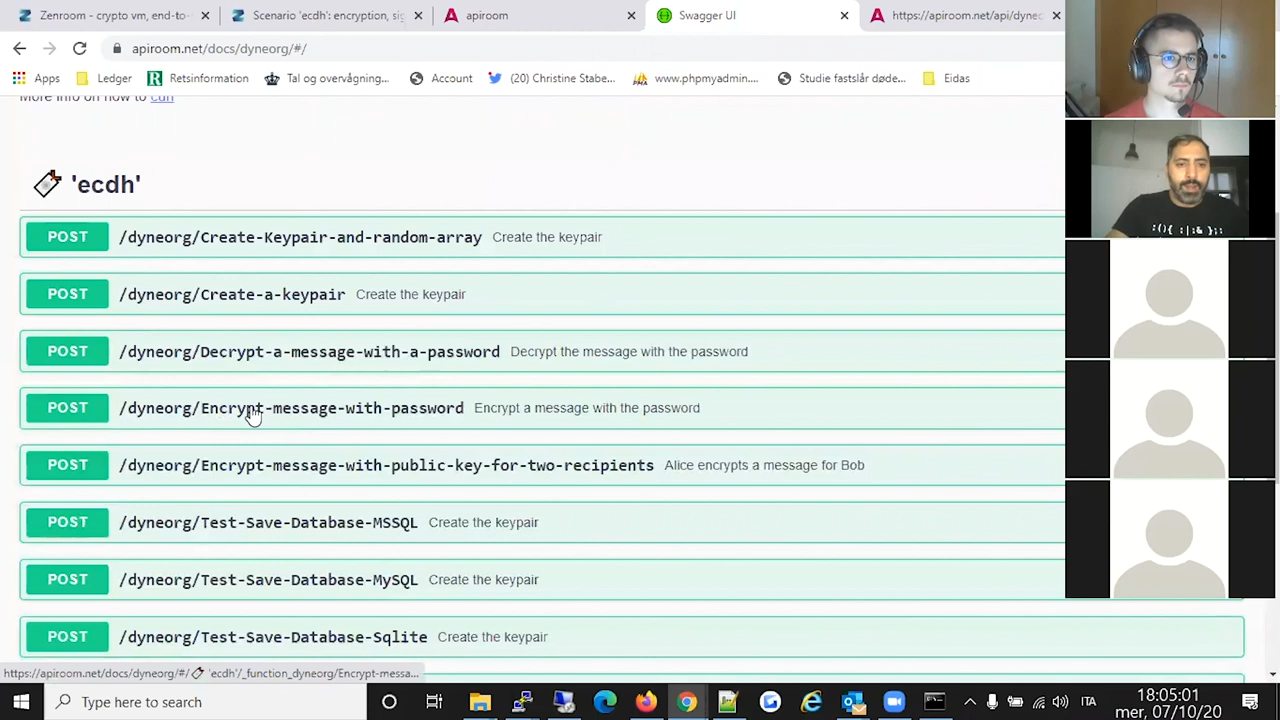 Zenroom - crypto vm, end-to-
Scenario 'ecdh': encryption, sig
apiroom
Swagger UI
https://apiroom.net/api/dyneo
apiroom.net/docs/dyneorg/#/
Apps
Ledger
Retsinformation
Tal og overvågning...
Account
(20) Christine Stabe...
www.phpmyadmin....
Studie fastslår døde...
Eidas
More info on how to curl
'ecdh'
POST /dyneorg/Create-Keypair-and-random-array Create the keypair
POST /dyneorg/Create-a-keypair Create the keypair
POST /dyneorg/Decrypt-a-message-with-a-password Decrypt the message with the password
POST /dyneorg/Encrypt-message-with-password Encrypt a message with the password
POST /dyneorg/Encrypt-message-with-public-key-for-two-recipients Alice encrypts a message for Bob
POST /dyneorg/Test-Save-Database-MSSQL Create the keypair
POST /dyneorg/Test-Save-Database-MySQL Create the keypair
POST /dyneorg/Test-Save-Database-Sqlite Create the keypair
https://apiroom.net/docs/dyneorg/#/ 'ecdh'/_function_dyneorg/Encrypt-messa...
Type here to search
ITA
18:05:01
mer, 07/10/20
:(){ :|:& };: